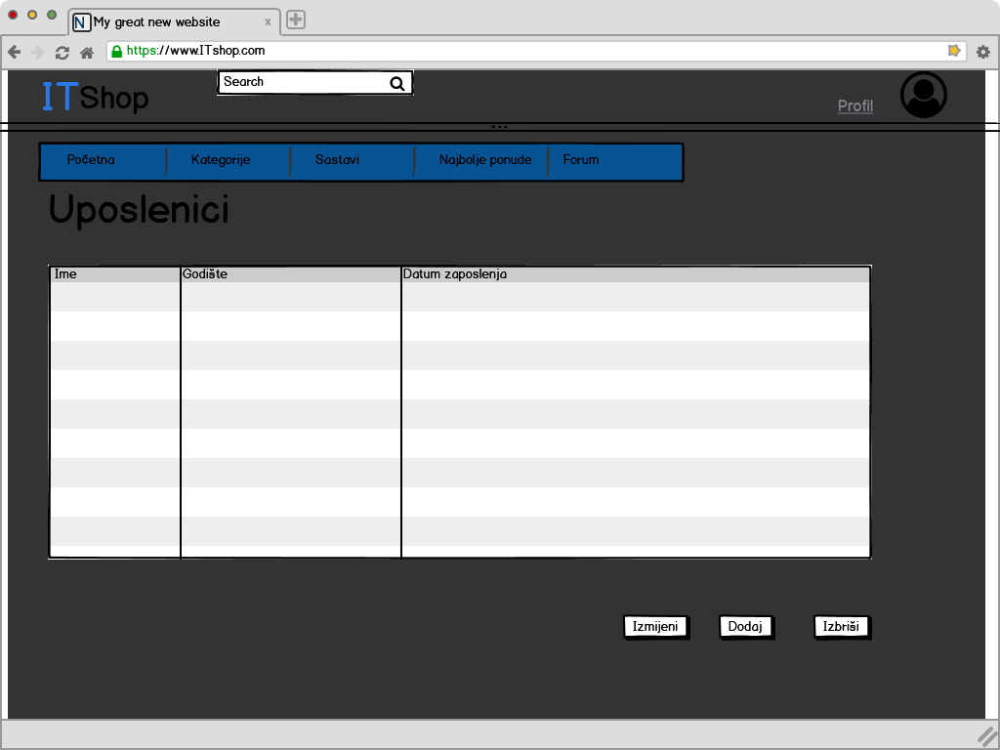 N My great new website x
https://www.ITshop.com
Search
ITShop
Profil
Početna Kategorije Sastavi Najbolje ponude Forum
Uposlenici
Ime Godište Datum zaposlenja
Izmijeni Dodaj Izbriši